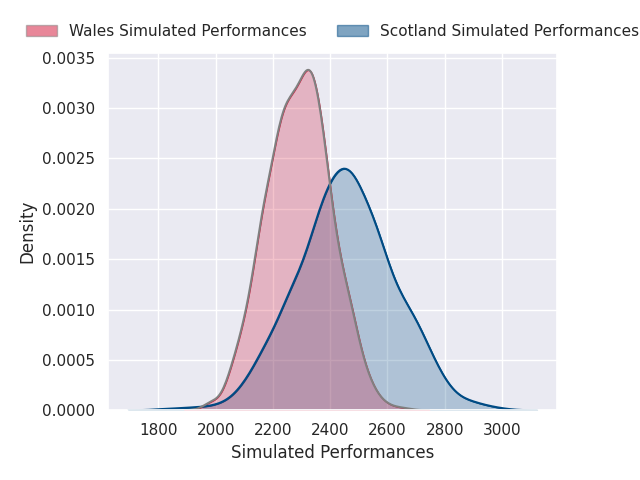 Wales Simulated Performances Scotland Simulated Performances
0.0035
0.0030
0.0025
0.0020
0.0015
0.0010
0.0005
0.0000
Density
1800 2000 2200 2400 2600 2800 3000
Simulated Performances